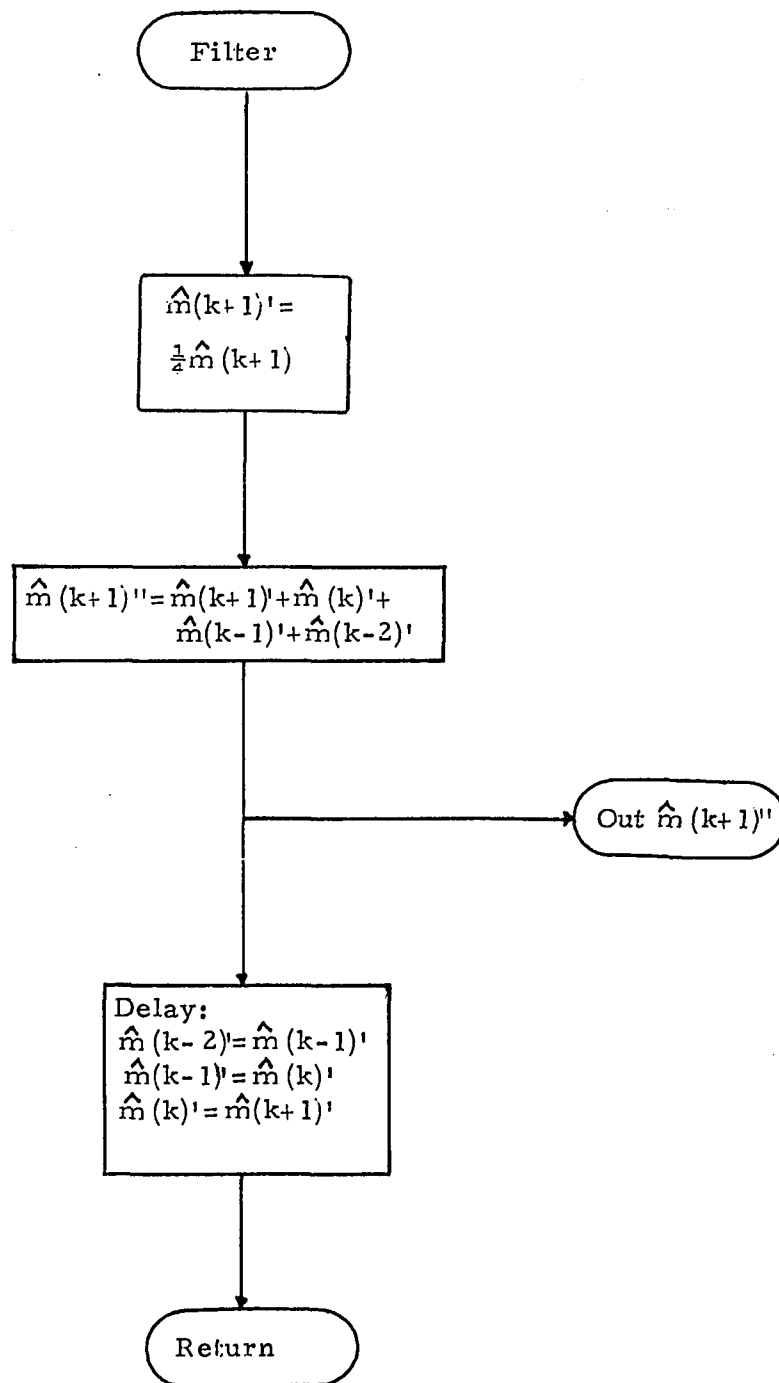 Filter
m̂(k+1)'=
¼m̂(k+1)
m̂(k+1)''=m̂(k+1)'+m̂(k)'+
m̂(k-1)'+m̂(k-2)'
Out m̂(k+1)''
Delay:
m̂(k-2)'=m̂(k-1)'
m̂(k-1)'=m̂(k)'
m̂(k)'=m̂(k+1)'
Return